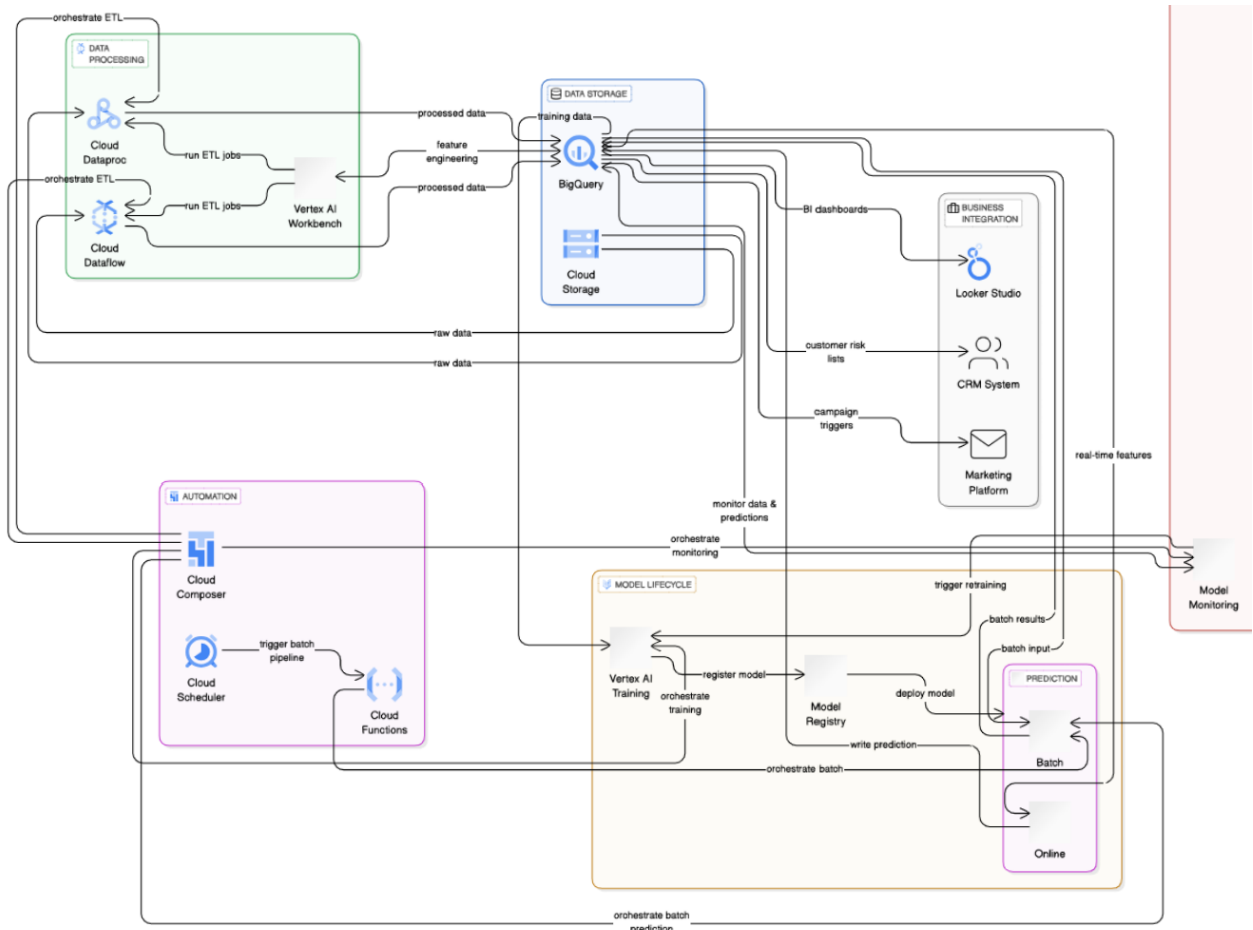 orchestrate ETL
DATA
PROCESSING
Cloud
Dataproc
run ETL jobs
orchestrate ETL
run ETL jobs
Cloud
Dataflow
Vertex AI
Workbench
processed data
feature
engineering
processed data
DATA STORAGE
training data
BigQuery
Cloud
Storage
raw data
raw data
BUSINESS
INTEGRATION
BI dashboards
Looker Studio
customer risk
lists
CRM System
campaign
triggers
Marketing
Platform
real-time features
monitor data &
predictions
orchestrate
monitoring
trigger retraining
Model
Monitoring
AUTOMATION
Cloud
Composer
Cloud
Scheduler
trigger batch
pipeline
Cloud
Functions
MODEL LIFECYCLE
Vertex AI
Training
register model
orchestrate
training
Model
Registry
deploy model
batch results
batch input
PREDICTION
Batch
write prediction
orchestrate batch
Online
orchestrate batch
prediction